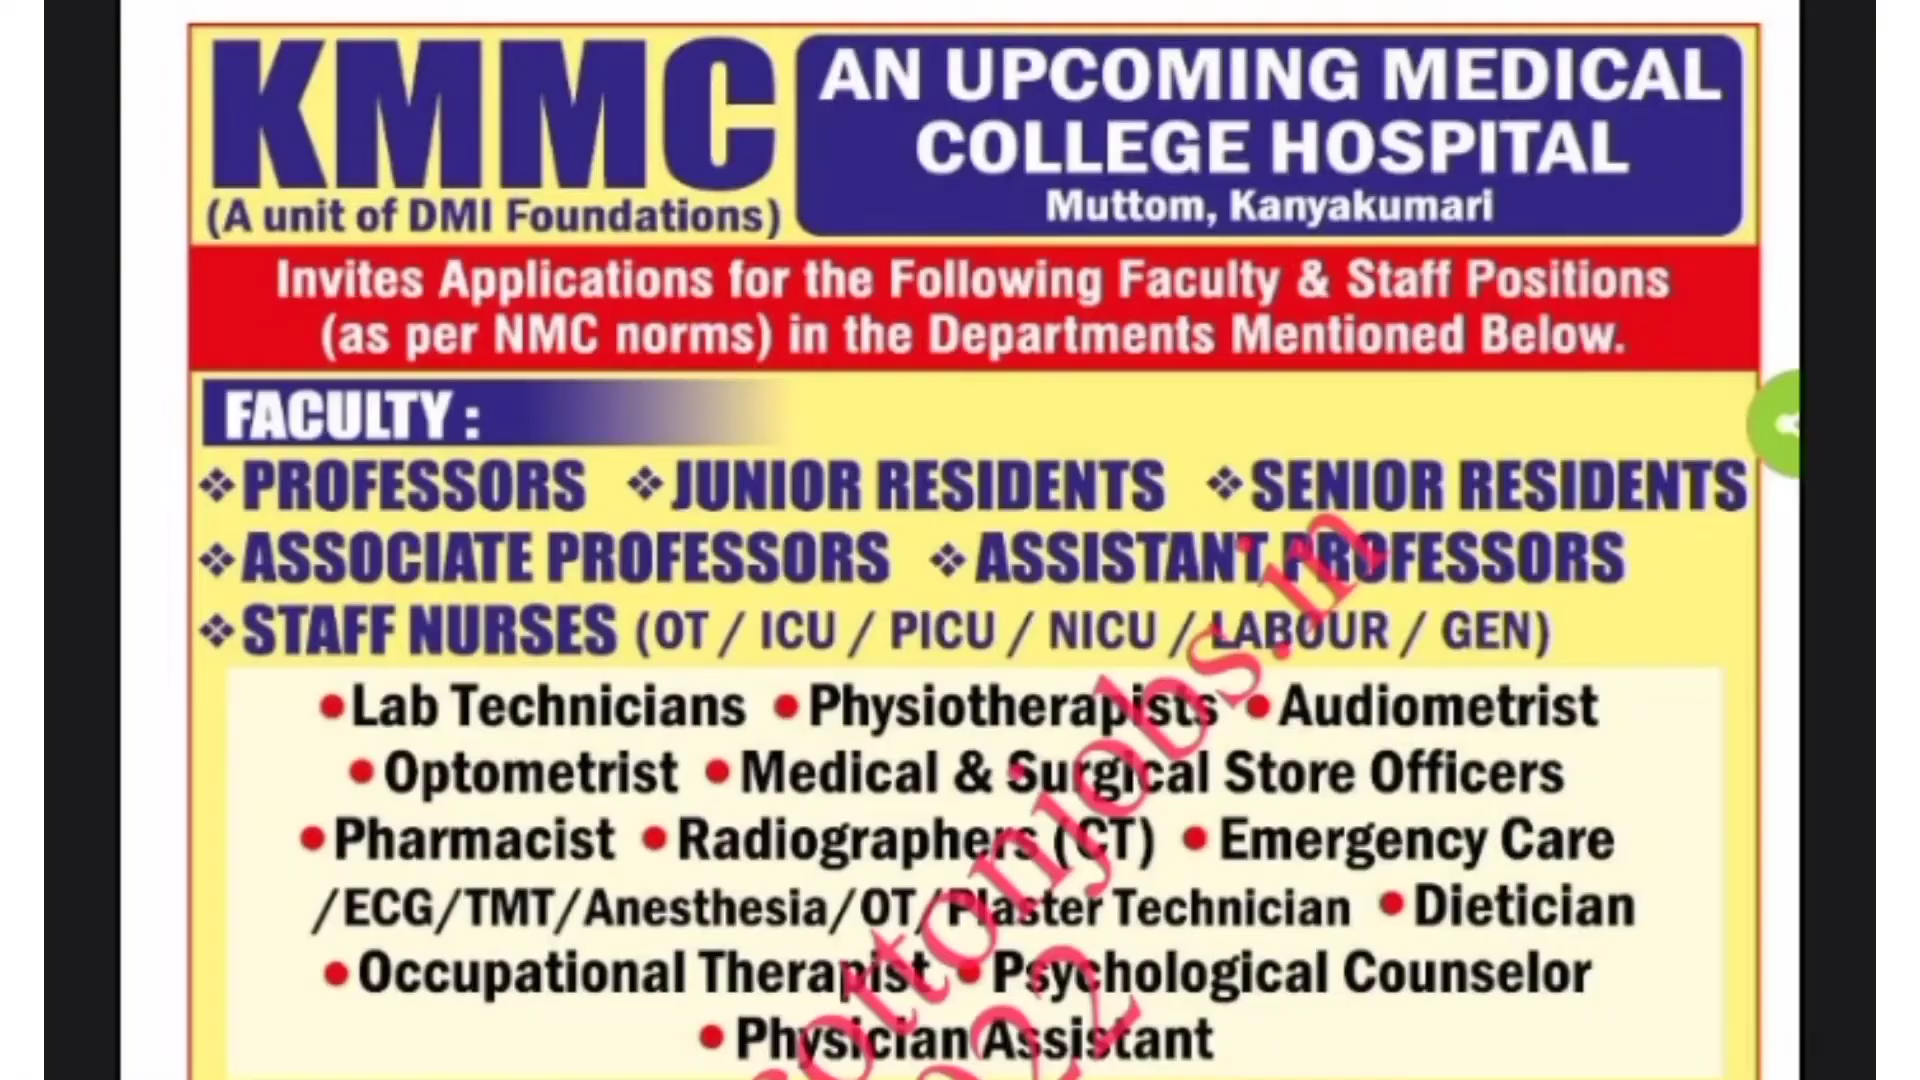 KMMC
(A unit of DMI Foundations)
AN UPCOMING MEDICAL
COLLEGE HOSPITAL
Muttom, Kanyakumari
Invites Applications for the Following Faculty & Staff Positions
(as per NMC norms) in the Departments Mentioned Below.
FACULTY :
❖ PROFESSORS ❖ JUNIOR RESIDENTS ❖ SENIOR RESIDENTS
❖ ASSOCIATE PROFESSORS ❖ ASSISTANT PROFESSORS
❖ STAFF NURSES (OT / ICU / PICU / NICU / LABOUR / GEN)
• Lab Technicians • Physiotherapists • Audiometrist
• Optometrist • Medical & Surgical Store Officers
• Pharmacist • Radiographers (CT) • Emergency Care
/ECG/TMT/Anesthesia/OT/Plaster Technician • Dietician
• Occupational Therapist • Psychological Counselor
• Physician Assistant